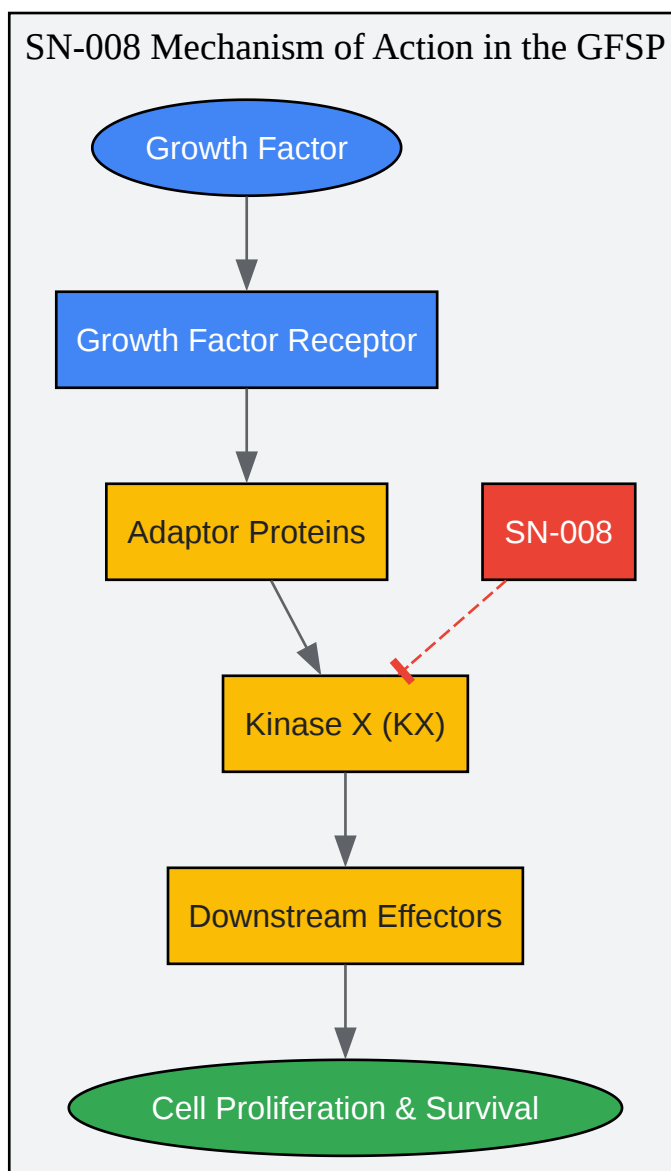 SN-008 Mechanism of Action in the GFSP
Growth Factor
Growth Factor Receptor
Adaptor Proteins
SN-008
Kinase X (KX)
Downstream Effectors
Cell Proliferation & Survival